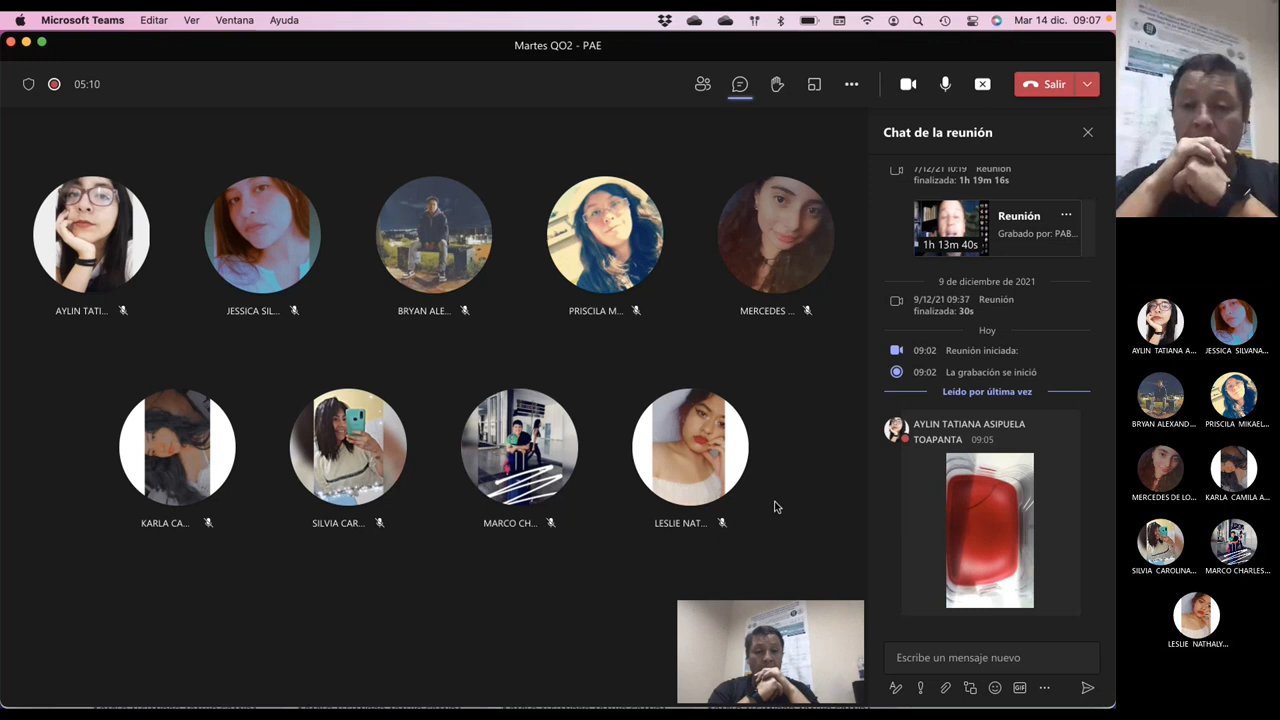 Microsoft Teams Editar Ver Ventana Ayuda Mar 14 dic. 09:07
Martes QO2 - PAE
05:10
Salir
Chat de la reunión
7/12/21 10:19 Reunión
finalizada: 1h 19m 16s
Reunión
Grabado por: PAB...
1h 13m 40s
9 de diciembre de 2021
9/12/21 09:37 Reunión
finalizada: 30s
Hoy
09:02 Reunión iniciada:
09:02 La grabación se inició
Leído por última vez
AYLIN TATIANA ASIPUELA
TOAPANTA 09:05
Escribe un mensaje nuevo
GIF
AYLIN TATI...
JESSICA SIL...
BRYAN ALE...
PRISCILA M...
MERCEDES ...
KARLA CA...
SILVIA CAR...
MARCO CH...
LESLIE NAT...
AYLIN TATIANA A...
JESSICA SILVANA...
BRYAN ALEXAND...
PRISCILA MIKAEL...
MERCEDES DE LO...
KARLA CAMILA A...
SILVIA CAROLINA...
MARCO CHARLES...
LESLIE NATHALY...